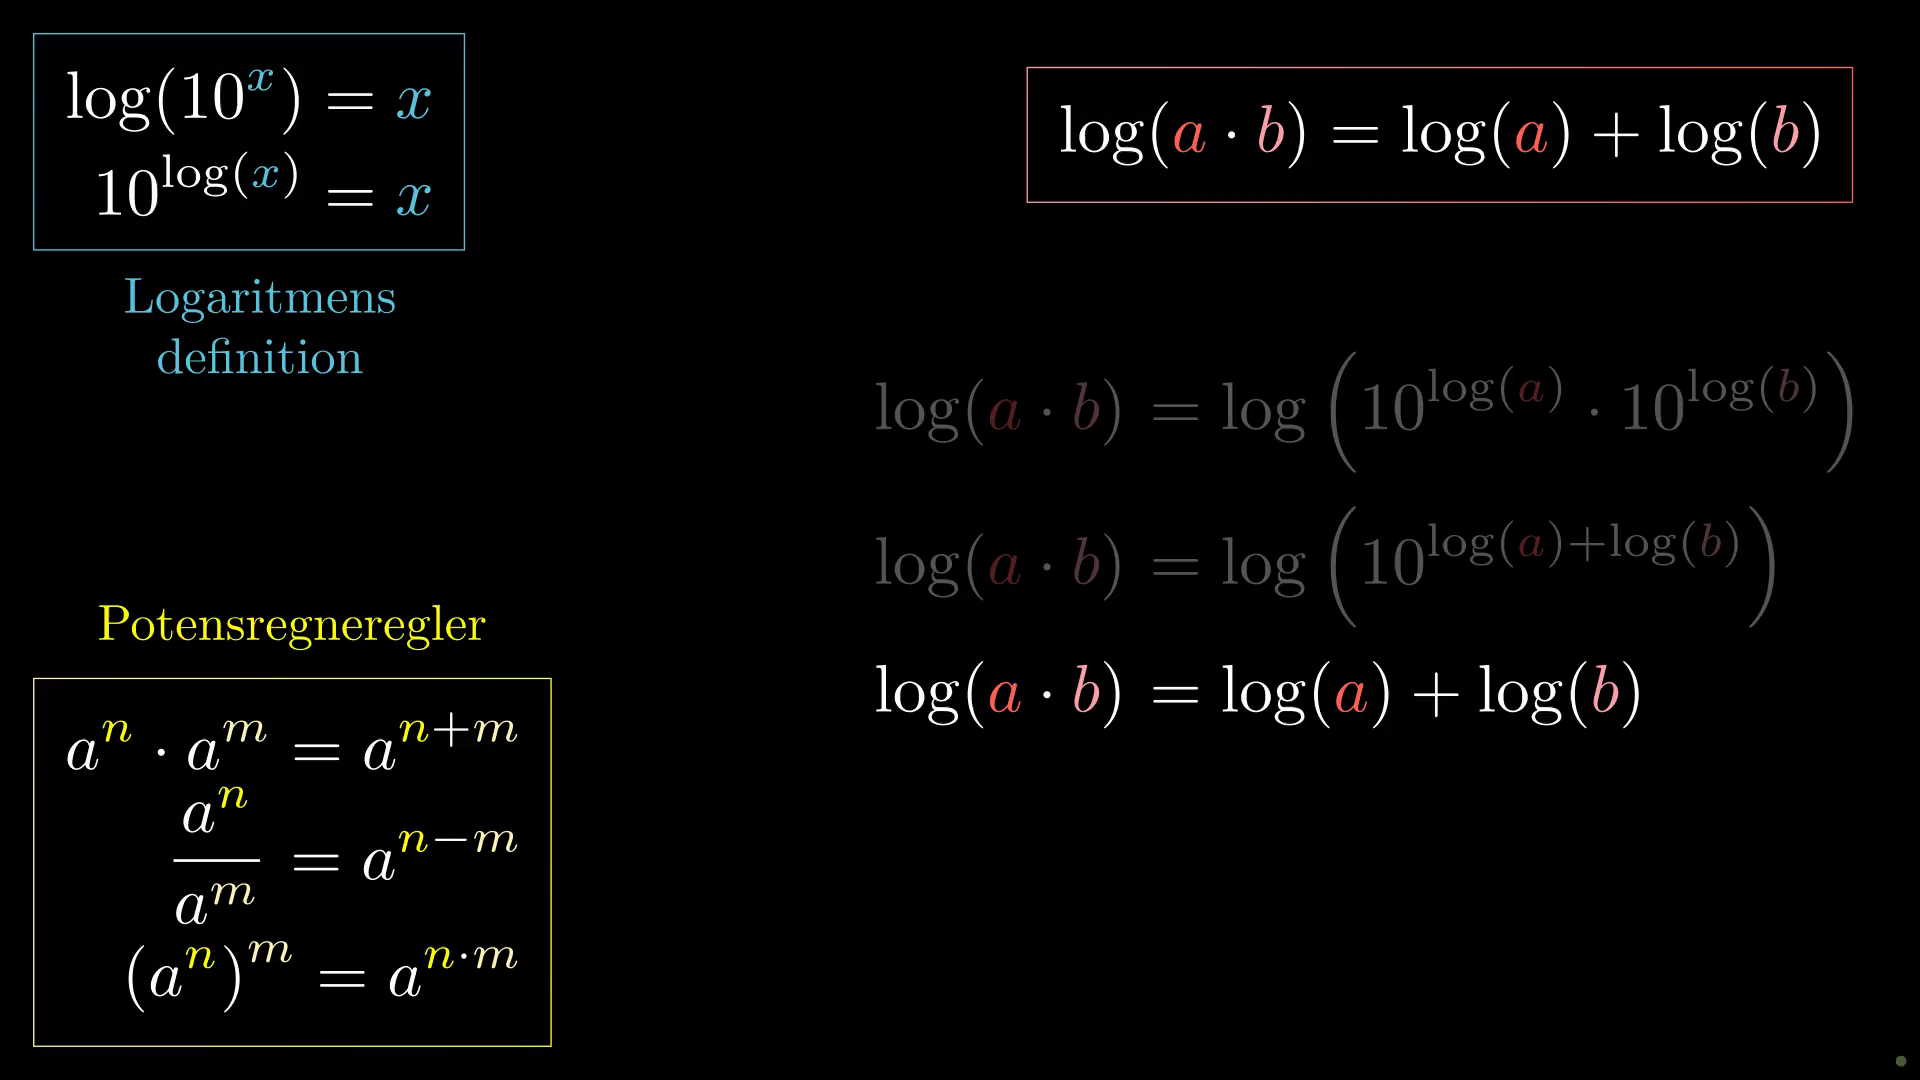 log(10^x) = x
10^log(x) = x
Logaritmens
definition
log(a · b) = log(a) + log(b)
log(a · b) = log(10^log(a) · 10^log(b))
log(a · b) = log(10^log(a)+log(b))
log(a · b) = log(a) + log(b)
Potensregneregler
a^n · a^m = a^n+m
a^n/a^m = a^n−m
(a^n)^m = a^n·m